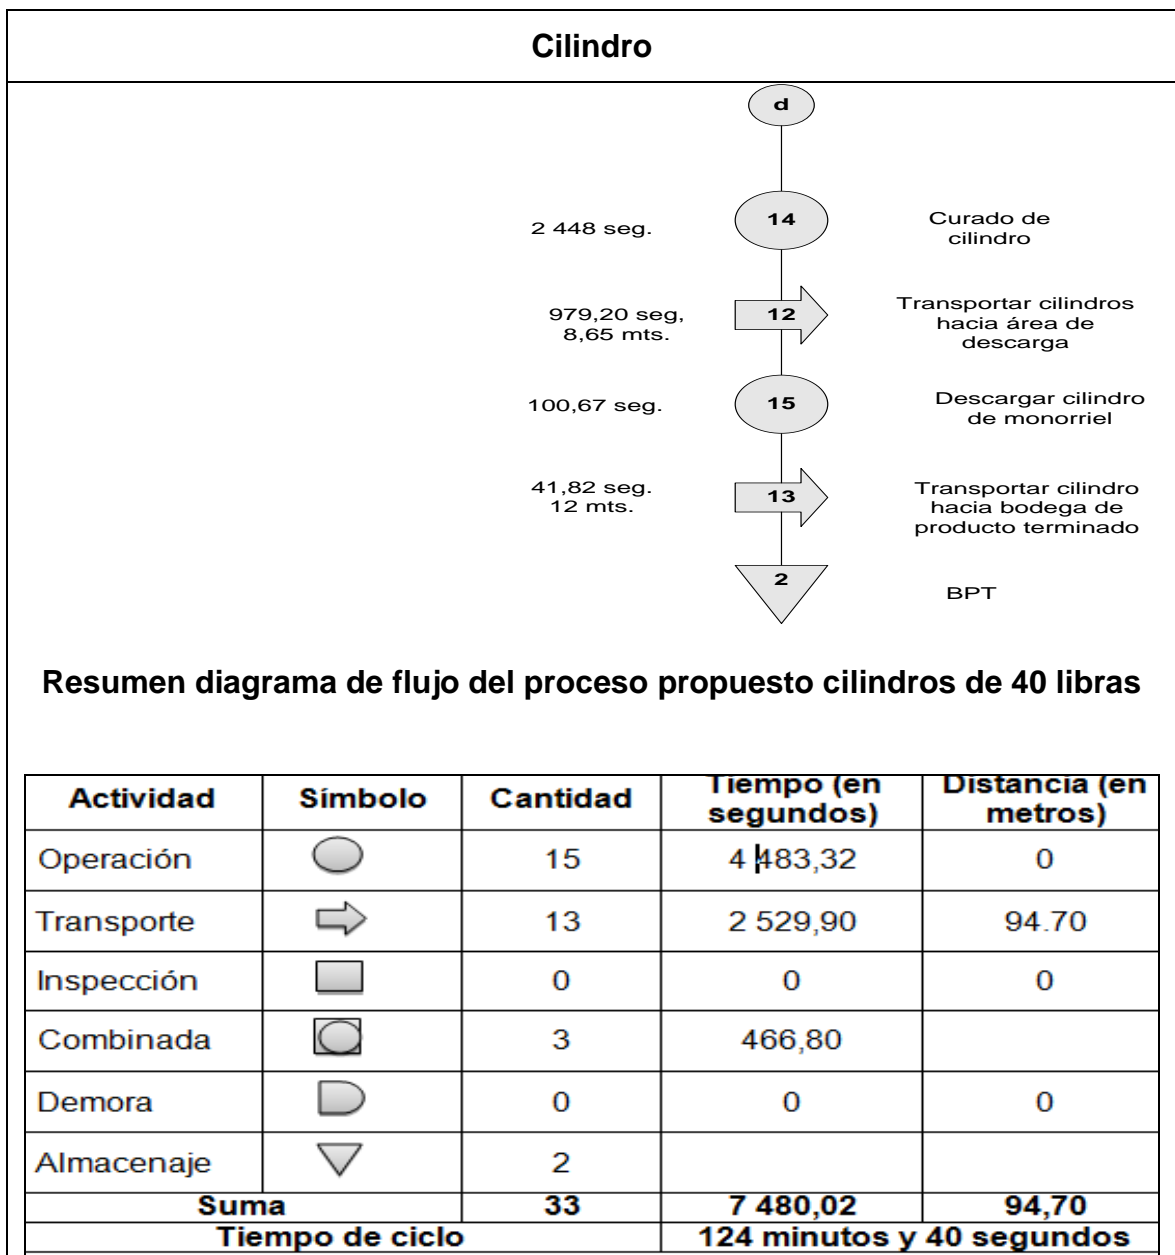 Cilindro
d
2 448 seg.
14
Curado de
cilindro
979,20 seg,
8,65 mts.
12
Transportar cilindros
hacia área de
descarga
100,67 seg.
15
Descargar cilindro
de monorriel
41,82 seg.
12 mts.
13
Transportar cilindro
hacia bodega de
producto terminado
2
BPT
Resumen diagrama de flujo del proceso propuesto cilindros de 40 libras
Actividad Símbolo Cantidad Tiempo (en segundos) Distancia (en metros)
Operación 15 4 483,32 0
Transporte 13 2 529,90 94.70
Inspección 0 0 0
Combinada 3 466,80
Demora 0 0 0
Almacenaje 2
Suma 33 7 480,02 94,70
Tiempo de ciclo 124 minutos y 40 segundos